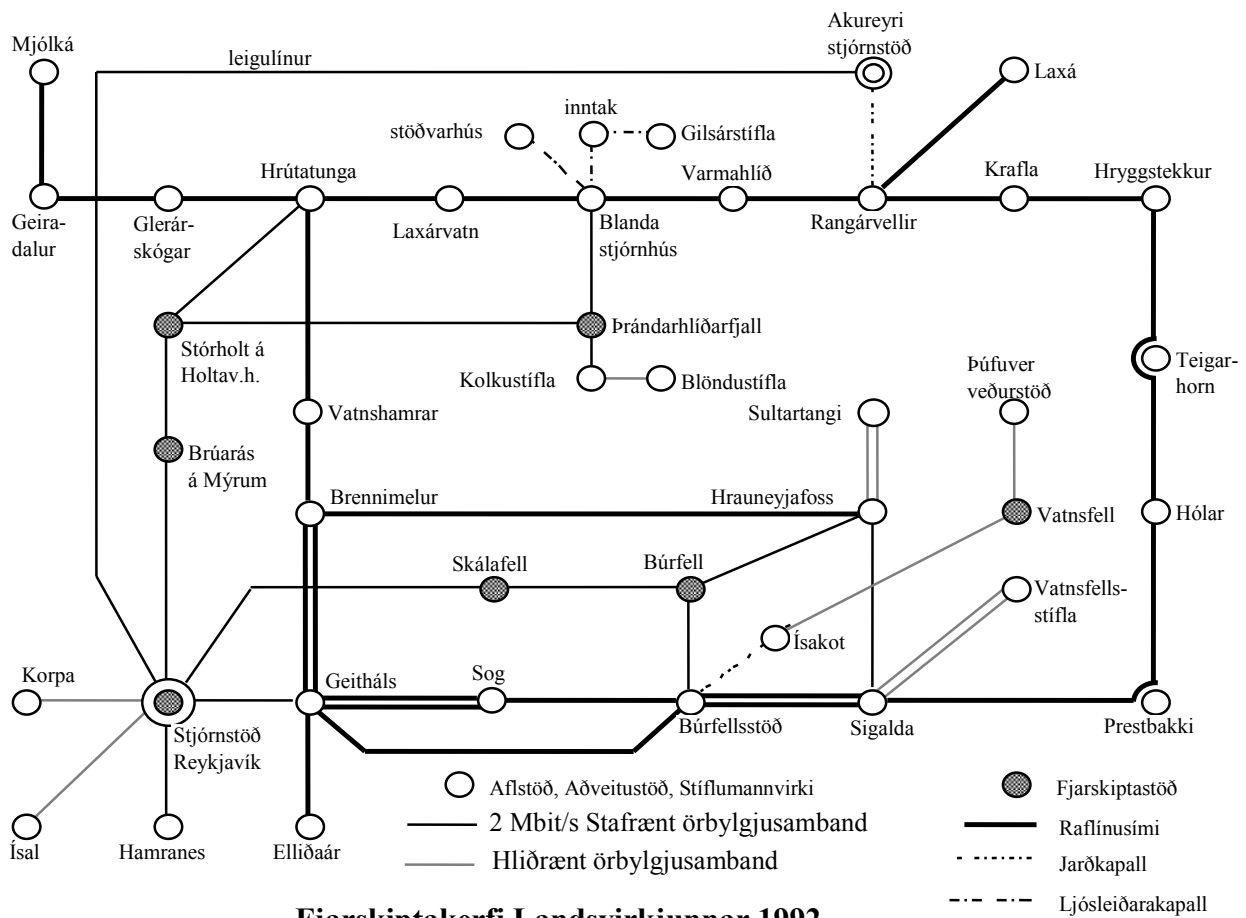 Akureyri
stjórnstöð
Mjólká
leigulínur
Laxá
inntak
stöðvarhús
Gilsárstífla
Hrútatunga
Varmahlíð
Krafla
Hryggstekkur
Geira-
dalur
Glerár-
skógar
Laxárvatn
Blanda
stjórnhús
Rangárvellir
Stórholt á
Holtav.h.
Þrándarhlíðarfjall
Kolkustífla
Blöndustífla
Teigar-
horn
Þúfuver
veðurstöð
Vatnshamrar
Sultartangi
Brúarás
á Mýrum
Brennimelur
Hrauneyjafoss
Vatnsfell
Hólar
Skálafell
Búrfell
Vatnsfells-
stífla
Ísakot
Korpa
Geitháls
Sog
Stjórnstöð
Reykjavík
Búrfellsstöð
Sigalda
Prestbakki
Ísal
Hamranes
Elliðaár
Aflstöð, Aðveitustöð, Stíflumannvirki
2 Mbit/s Stafrænt örbylgjusamband
Hliðrænt örbylgjusamband
Fjarskiptastöð
Raflínusími
Jarðkapall
Ljósleiðarakapall
Fjarskiptakerfi Landsvirkjunnar 1992